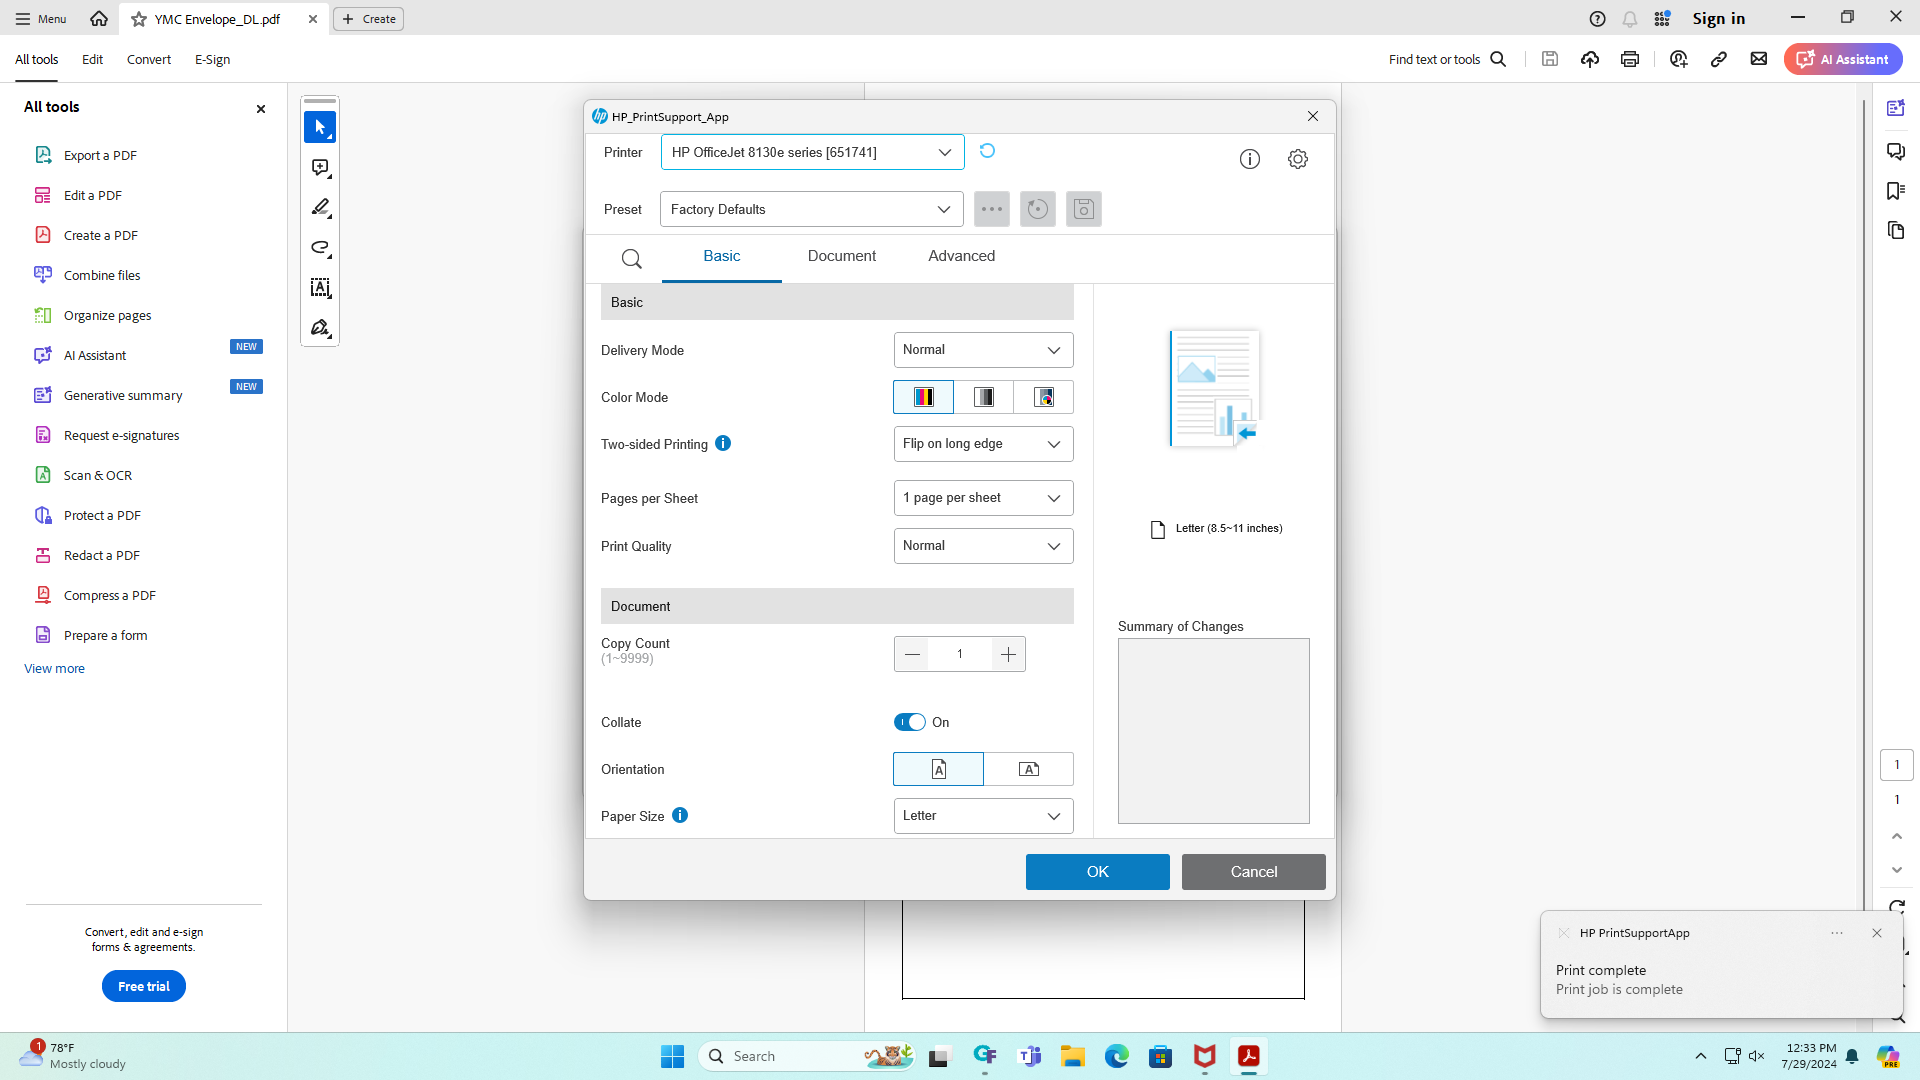 Menu
YMC Envelope_DL.pdf
Create
Sign in
All tools
Edit
Convert
E-Sign
Find text or tools
AI Assistant
All tools
Export a PDF
Edit a PDF
Create a PDF
Combine files
Organize pages
AI Assistant
NEW
Generative summary
NEW
Request e-signatures
Scan & OCR
Protect a PDF
Redact a PDF
Compress a PDF
Prepare a form
View more
Convert, edit and e-sign
forms & agreements.
Free trial
HP_PrintSupport_App
Printer
HP OfficeJet 8130e series [651741]
Preset
Factory Defaults
Basic
Document
Advanced
Basic
Delivery Mode
Normal
Color Mode
Two-sided Printing
Flip on long edge
Pages per Sheet
1 page per sheet
Print Quality
Normal
Document
Copy Count
(1~9999)
1
Collate
On
Orientation
Paper Size
Letter
Letter (8.5~11 inches)
Summary of Changes
OK
Cancel
1
1
HP PrintSupportApp
Print complete
Print job is complete
1
78°F
Mostly cloudy
Search
12:33 PM
7/29/2024
PRE